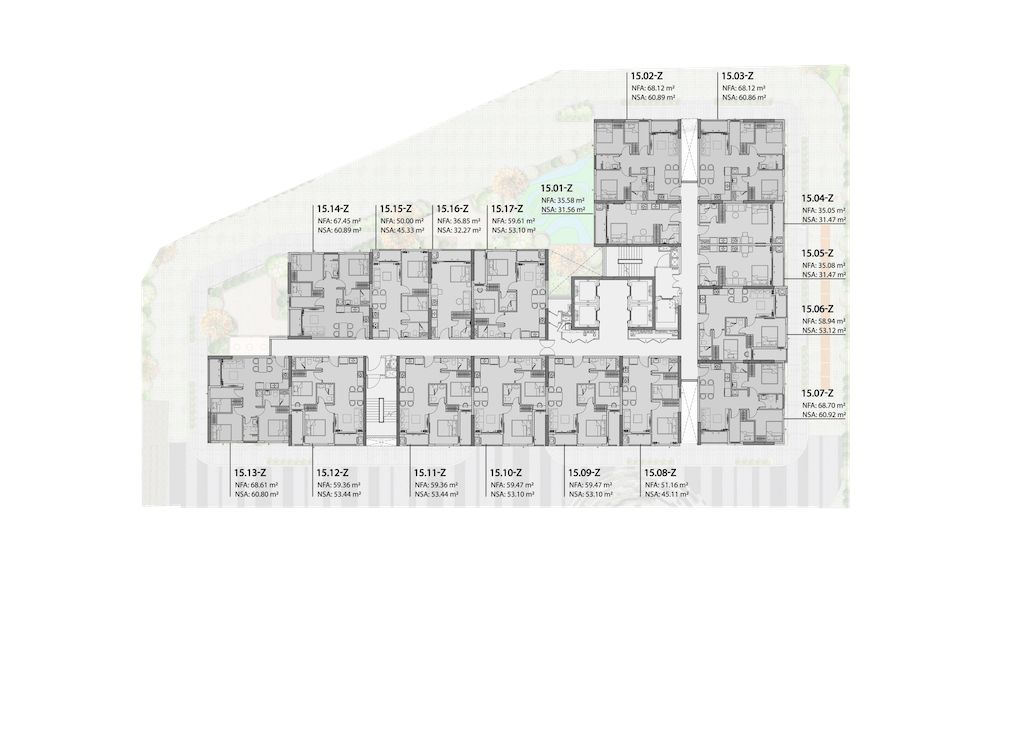 15.02-Z
NFA: 68.12 m²
NSA: 60.89 m²
15.03-Z
NFA: 68.12 m²
NSA: 60.86 m²
15.01-Z
NFA: 35.58 m²
NSA: 31.56 m²
15.04-Z
NFA: 35.05 m²
NSA: 31.47 m²
15.14-Z
NFA: 67.45 m²
NSA: 60.89 m²
15.15-Z
NFA: 50.00 m²
NSA: 45.33 m²
15.16-Z
NFA: 36.85 m²
NSA: 32.27 m²
15.17-Z
NFA: 59.61 m²
NSA: 53.10 m²
15.05-Z
NFA: 35.08 m²
NSA: 31.47 m²
15.06-Z
NFA: 58.94 m²
NSA: 53.12 m²
15.07-Z
NFA: 68.70 m²
NSA: 60.92 m²
15.13-Z
NFA: 68.61 m²
NSA: 60.80 m²
15.12-Z
NFA: 59.36 m²
NSA: 53.44 m²
15.11-Z
NFA: 59.36 m²
NSA: 53.44 m²
15.10-Z
NFA: 59.47 m²
NSA: 53.10 m²
15.09-Z
NFA: 59.47 m²
NSA: 53.10 m²
15.08-Z
NFA: 51.16 m²
NSA: 45.11 m²